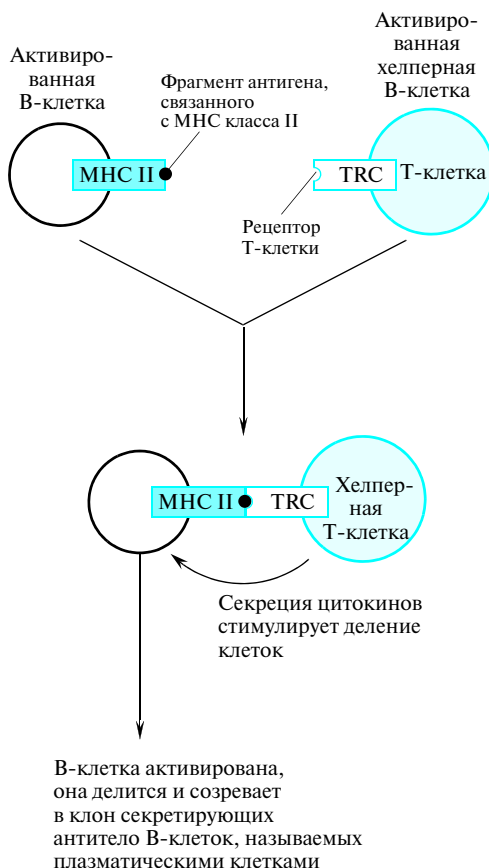 Активиро-
ванная
В-клетка
Фрагмент антигена,
связанного
с МНС класса II
Активиро-
ванная
хелперная
В-клетка
МНС II
TRC
Т-клетка
Рецептор
Т-клетки
МНС II
TRC
Хелпер-
ная
Т-клетка
Секреция цитокинов
стимулирует деление
клеток
В-клетка активирована,
она делится и созревает
в клон секретирующих
антитело В-клеток, называемых
плазматическими клетками